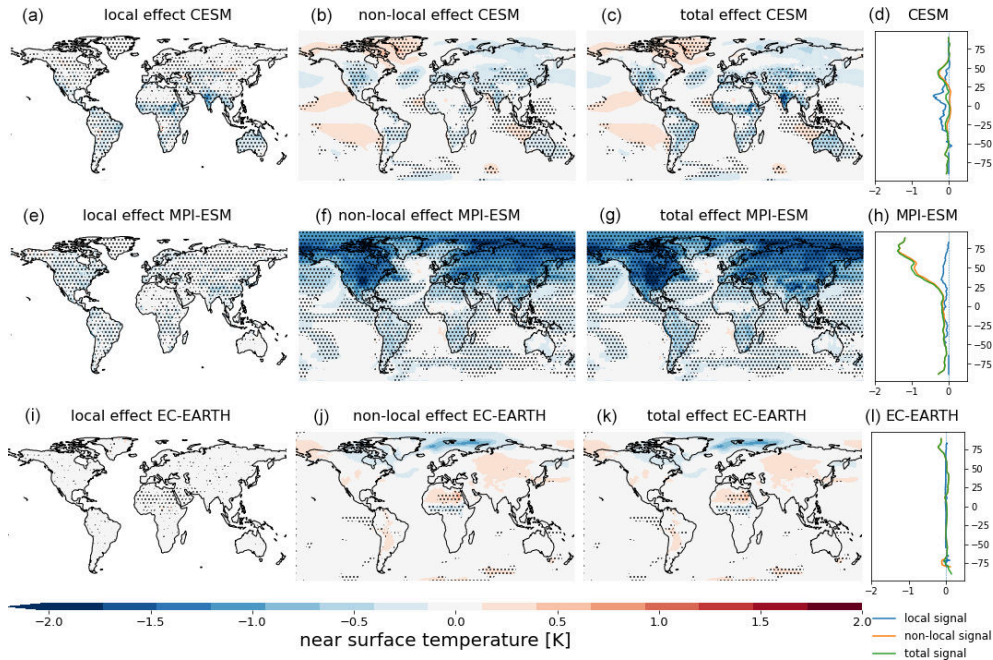 (a) local effect CESM (b) non-local effect CESM (c) total effect CESM (d) CESM
75
50
25
0
−25
−50
−75
−2 −1 0
(e) local effect MPI-ESM (f) non-local effect MPI-ESM (g) total effect MPI-ESM (h) MPI-ESM
75
50
25
0
−25
−50
−75
−2 −1 0
(i) local effect EC-EARTH (j) non-local effect EC-EARTH (k) total effect EC-EARTH (l) EC-EARTH
75
50
25
0
−25
−50
−75
−2 −1 0
−2.0 −1.5 −1.0 −0.5 0.0 0.5 1.0 1.5 2.0
near surface temperature [K]
local signal
non-local signal
total signal